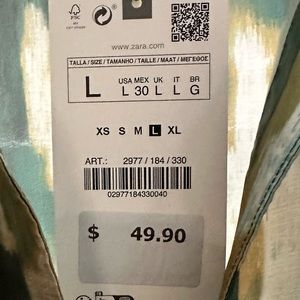 FSC
www.zara.com
TALLA / SIZE / TAMANHO / TAILLE / MAAT / ΜΕΓΕΘΟΣ
L
USA MEX UK IT BR
L 30 L L G
XS S M L XL
ART.: 2977 / 184 / 330
02977184330040
$ 49.90